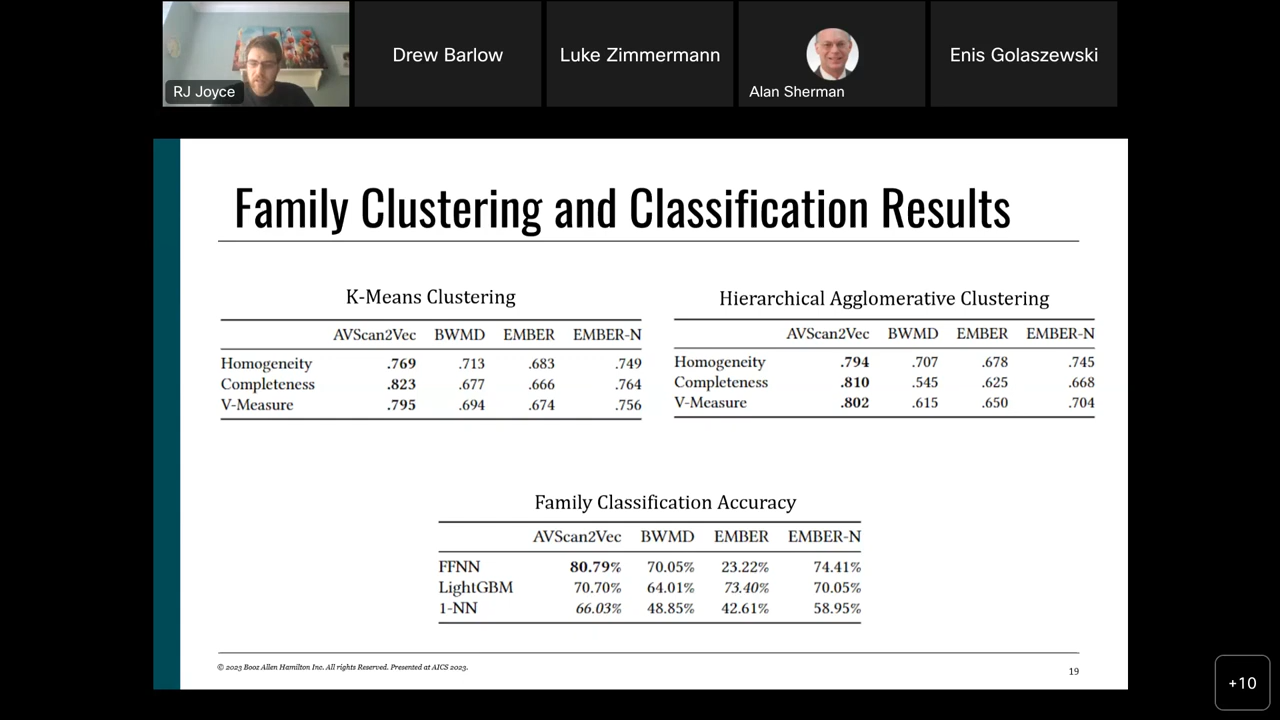 RJ Joyce
Drew Barlow
Luke Zimmermann
Alan Sherman
Enis Golaszewski
Family Clustering and Classification Results
K-Means Clustering
AVScan2Vec BWMD EMBER EMBER-N
Homogeneity .769 .713 .683 .749
Completeness .823 .677 .666 .764
V-Measure .795 .694 .674 .756
Hierarchical Agglomerative Clustering
AVScan2Vec BWMD EMBER EMBER-N
Homogeneity .794 .707 .678 .745
Completeness .810 .545 .625 .668
V-Measure .802 .615 .650 .704
Family Classification Accuracy
AVScan2Vec BWMD EMBER EMBER-N
FFNN 80.79% 70.05% 23.22% 74.41%
LightGBM 70.70% 64.01% 73.40% 70.05%
1-NN 66.03% 48.85% 42.61% 58.95%
© 2023 Booz Allen Hamilton Inc. All rights Reserved. Presented at AICS 2023.
19
+10